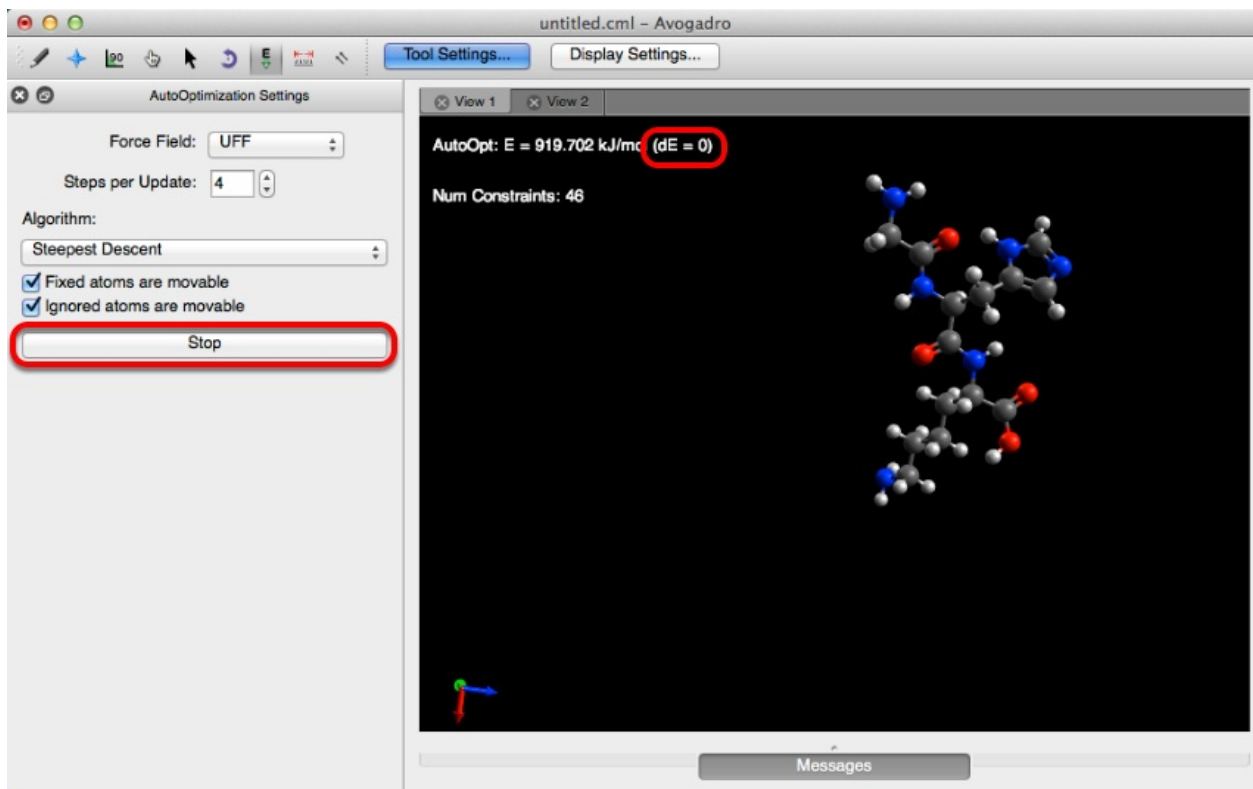 untitled.cml - Avogadro
90 E Tool Settings... Display Settings...
AutoOptimization Settings
Force Field: UFF
Steps per Update: 4
Algorithm:
Steepest Descent
Fixed atoms are movable
Ignored atoms are movable
Stop
View 1 View 2
AutoOpt: E = 919.702 kJ/mo (dE = 0)
Num Constraints: 46
Messages